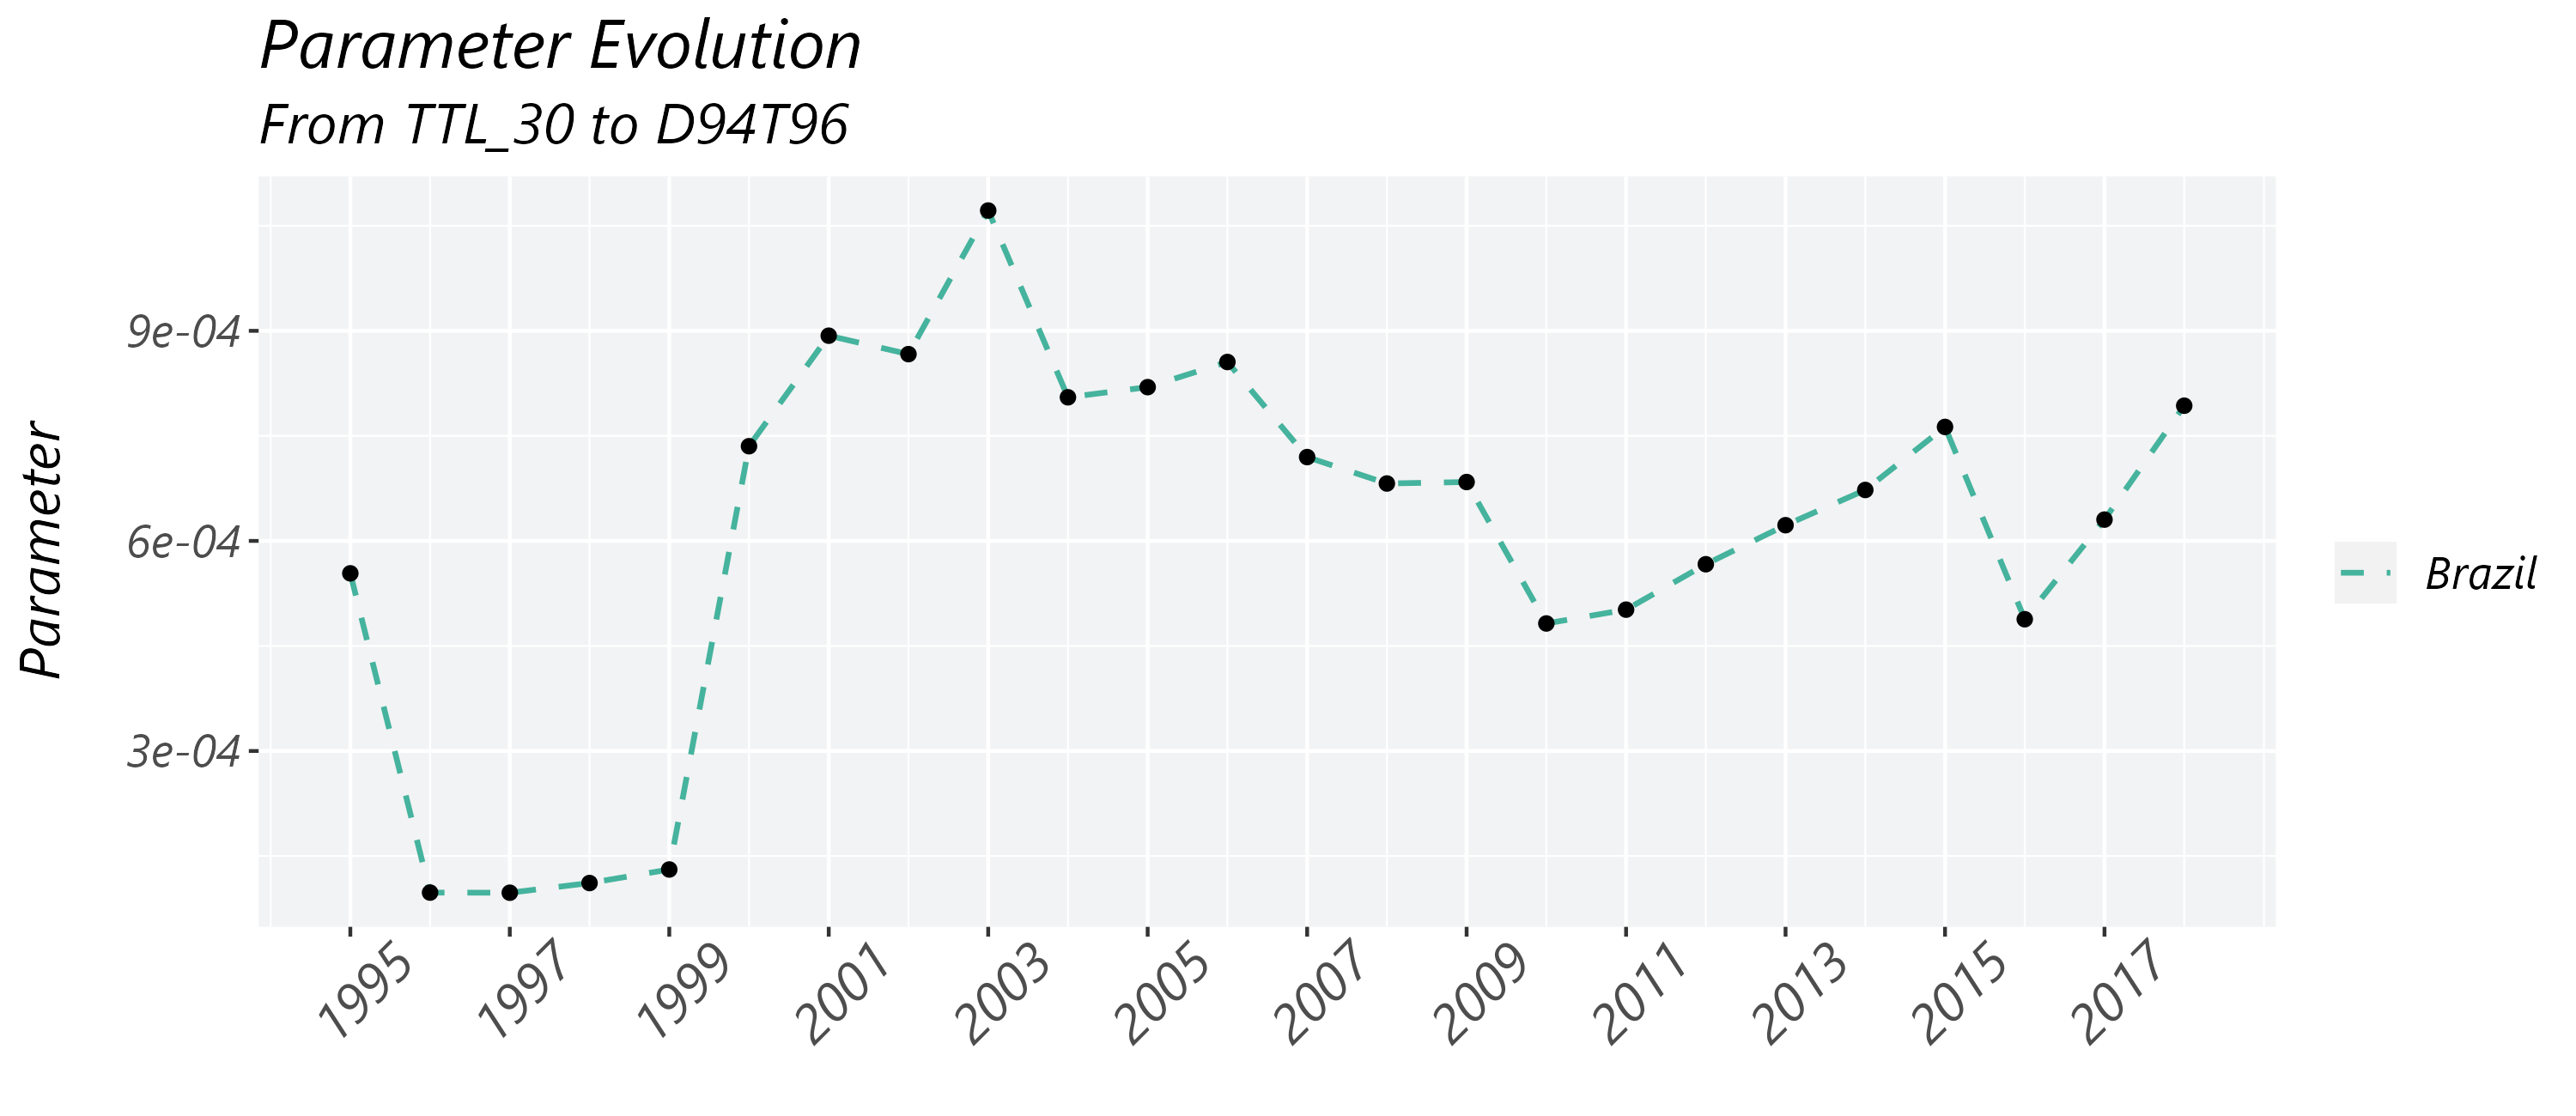 Parameter Evolution
From TTL_30 to D94T96
Parameter
9e-04
6e-04
3e-04
1995
1997
1999
2001
2003
2005
2007
2009
2011
2013
2015
2017
Brazil